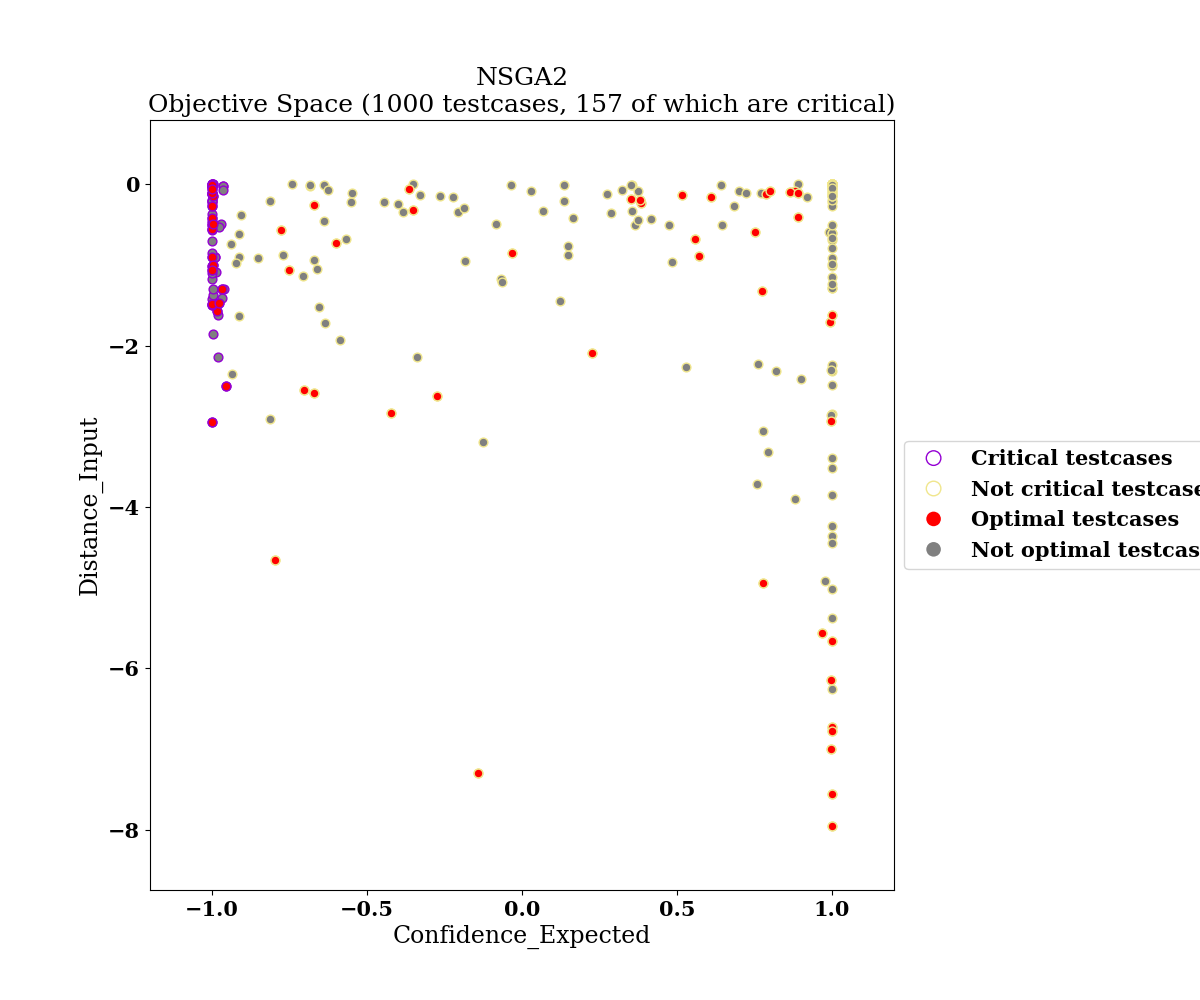 NSGA2
Objective Space (1000 testcases, 157 of which are critical)
0
−2
−4
−6
−8
Distance_Input
−1.0 −0.5 0.0 0.5 1.0
Confidence_Expected
Critical testcases
Not critical testcase
Optimal testcases
Not optimal testcas